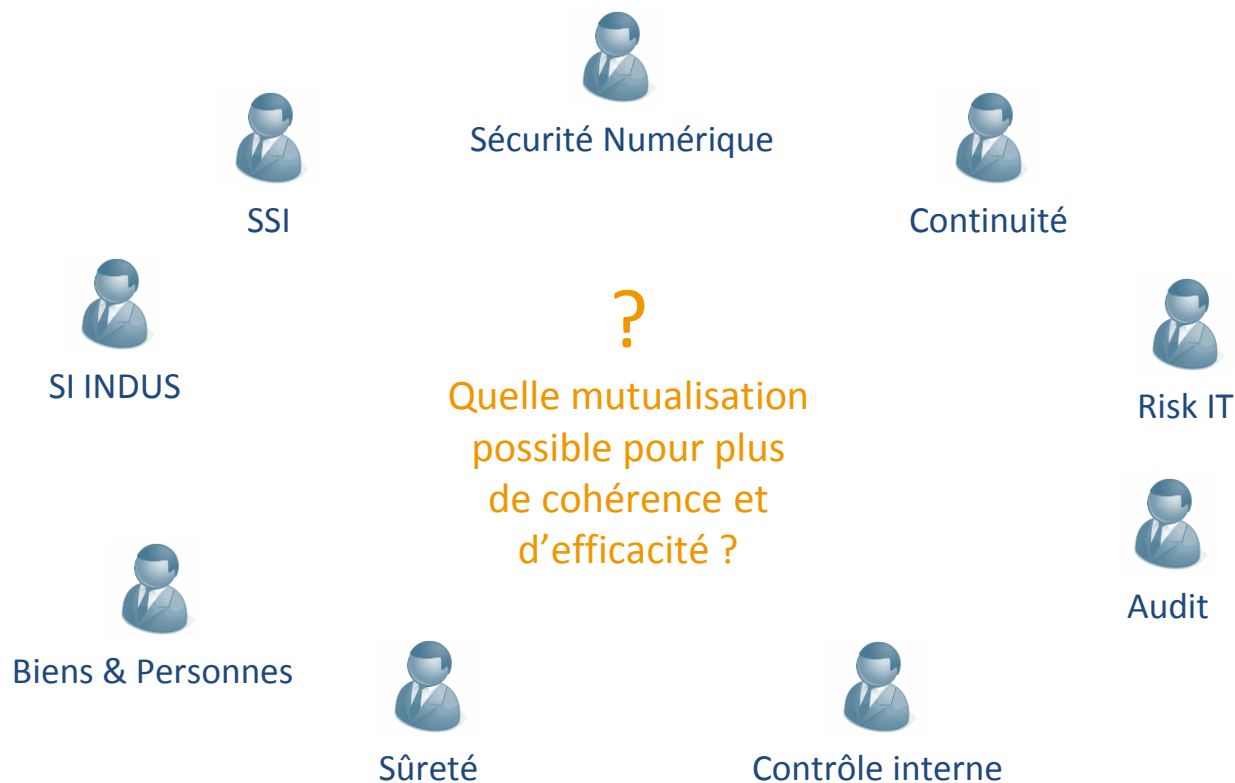 Sécurité Numérique
SSI
Continuité
?
SI INDUS
Quelle mutualisation
possible pour plus
de cohérence et
d’efficacité ?
Risk IT
Audit
Biens & Personnes
Sûreté
Contrôle interne